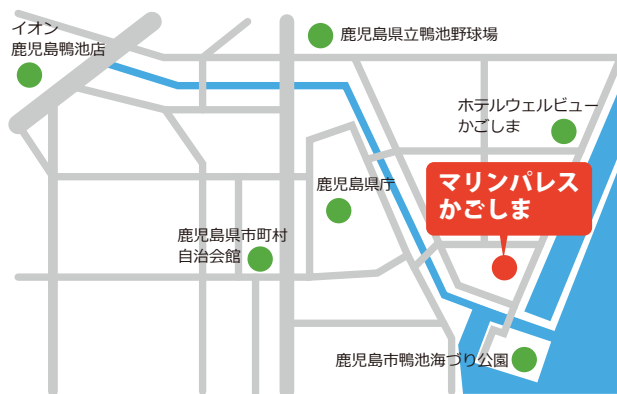 イオン
鹿児島鴨池店
鹿児島県立鴨池野球場
ホテルウェルビュー
かごしま
マリンパレス
かごしま
鹿児島県庁
鹿児島県市町村
自治会館
鹿児島市鴨池海づり公園